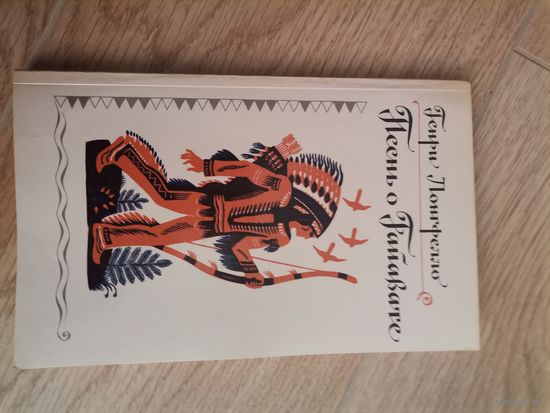 Генри Лонгфелло
Песнь о Гайавате